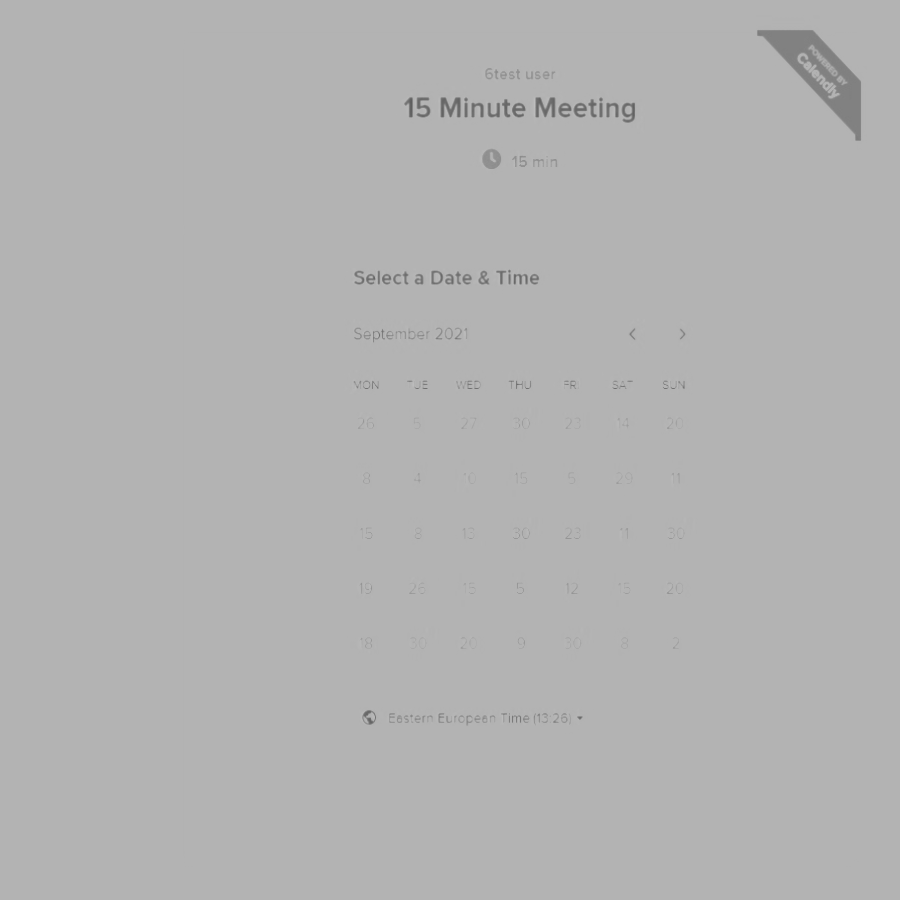 POWERED BY
Calendly
6test user
15 Minute Meeting
15 min
Select a Date & Time
September 2021
MON TUE WED THU FRI SAT SUN
26 5 27 30 23 14 20
8 4 10 15 5 29 11
15 8 13 30 23 11 30
19 26 15 5 12 15 20
18 30 26 9 30 8 2
Eastern European Time (13:26)